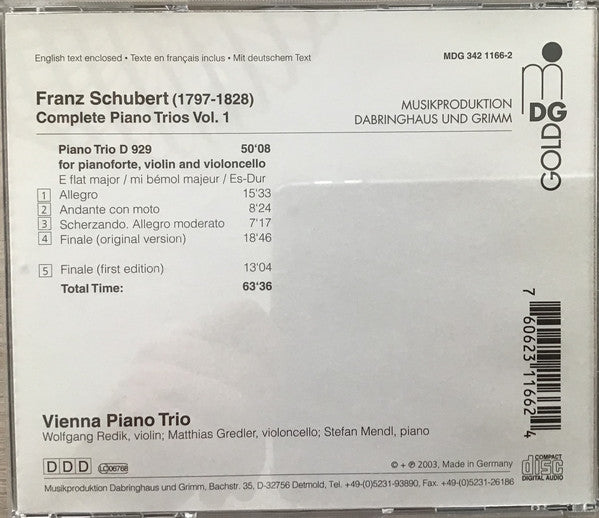 English text enclosed • Texte en français inclus • Mit deutschem Text
MDG 342 1166-2
Franz Schubert (1797-1828)
Complete Piano Trios Vol. 1
MUSIKPRODUKTION
DABRINGHAUS UND GRIMM
mDG
GOLD
Piano Trio D 929 50'08
for pianoforte, violin and violoncello
E flat major / mi bémol majeur / Es-Dur
1 Allegro 15'33
2 Andante con moto 8'24
3 Scherzando. Allegro moderato 7'17
4 Finale (original version) 18'46
5 Finale (first edition) 13'04
Total Time: 63'36
7 60623 11662 4
Vienna Piano Trio
Wolfgang Redik, violin; Matthias Gredler, violoncello; Stefan Mendl, piano
DDD LC 06768
© + ℗ 2003, Made in Germany
COMPACT disc DIGITAL AUDIO
Musikproduktion Dabringhaus und Grimm, Bachstr. 35, D-32756 Detmold, Tel. +49-(0)5231-93890, Fax. +49-(0)5231-26186